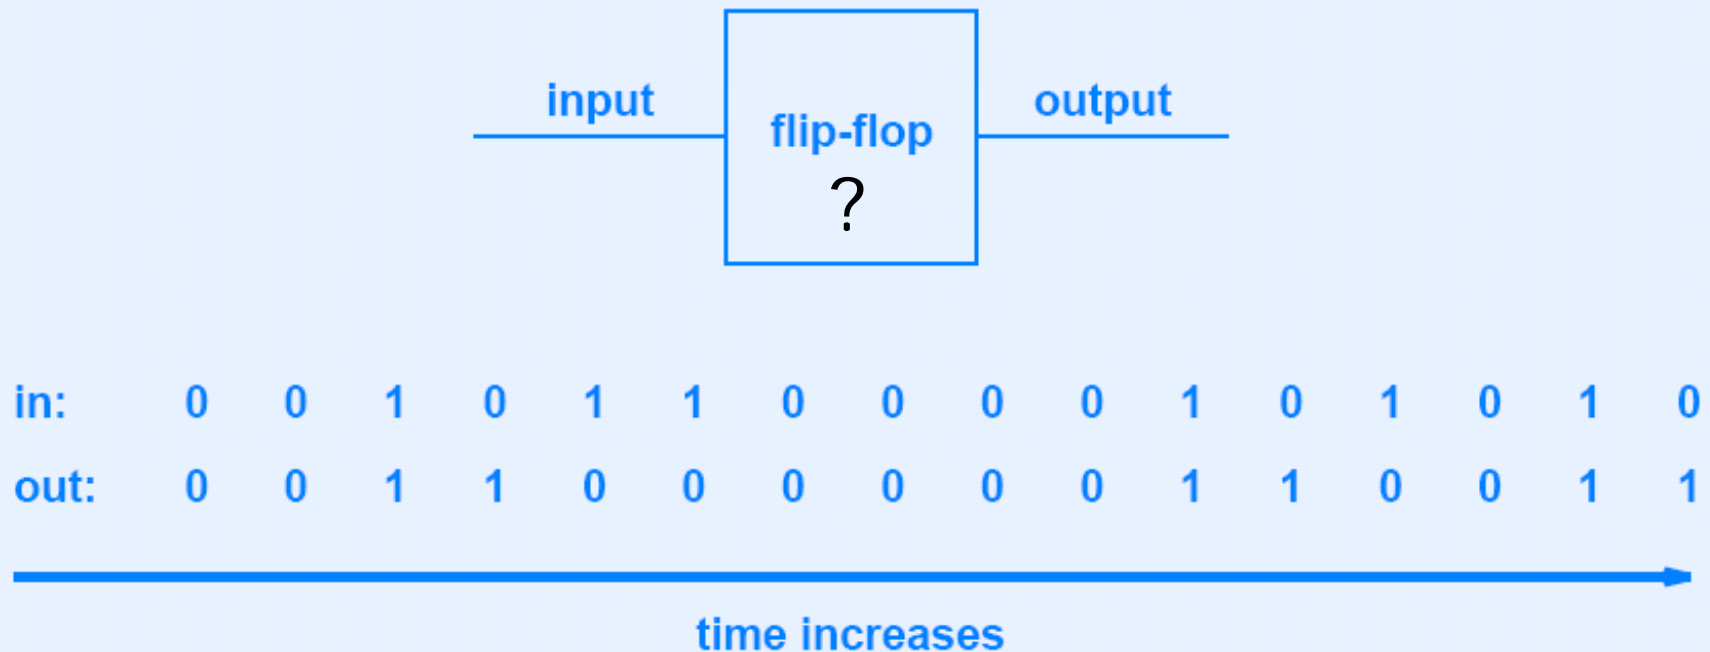 input
flip-flop
output
?
in: 0 0 1 0 1 1 0 0 0 0 1 0 1 0 1 0
out: 0 0 1 1 0 0 0 0 0 0 1 1 0 0 1 1
time increases